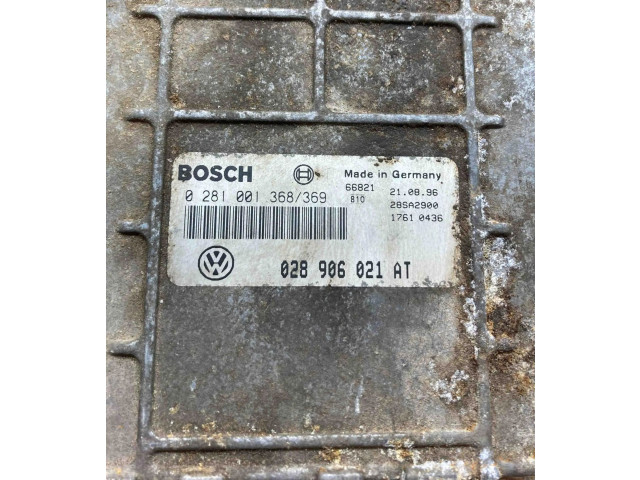 BOSCH
Made in Germany
0 281 001 368/369
66821 21.08.96
810 28SA2900
1761 0436
VW
028 906 021 AT